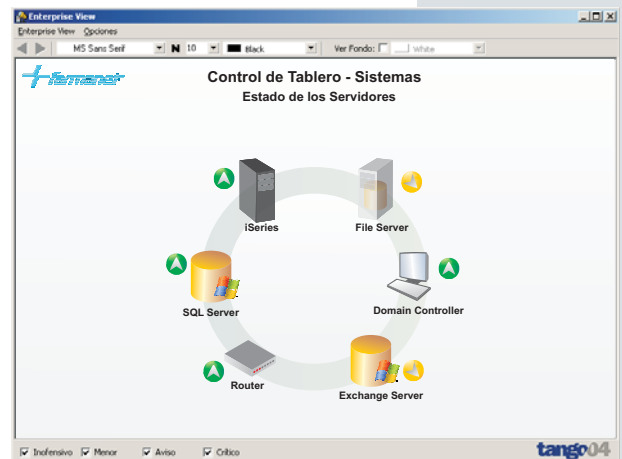 Enterprise View
Enterprise View Opciones
MS Sans Serif N 10 Black Ver Fondo: White
fermanet
Control de Tablero - Sistemas
Estado de los Servidores
iSeries
File Server
SQL Server
Domain Controller
Router
Exchange Server
Inofensivo Menor Aviso Crítico
tango04